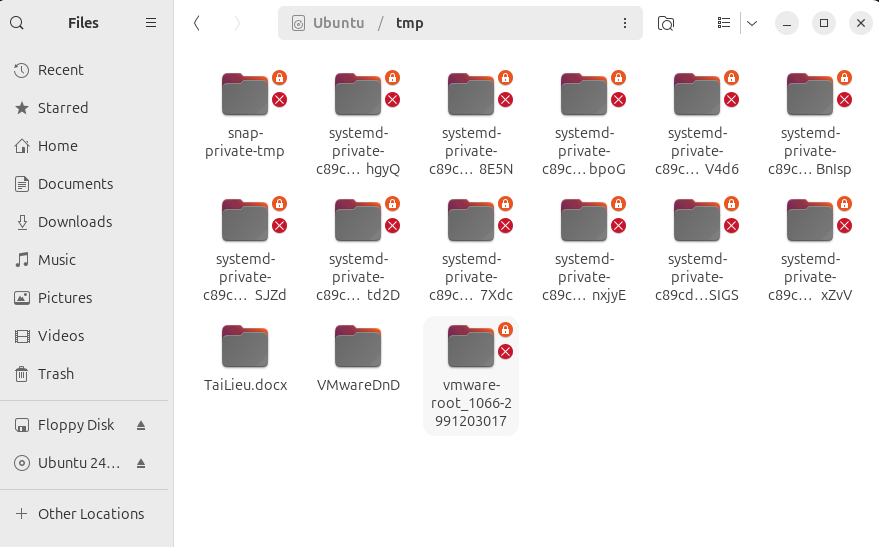 Files
Ubuntu / tmp
Recent
Starred
Home
Documents
Downloads
Music
Pictures
Videos
Trash
Floppy Disk
Ubuntu 24…
Other Locations
snap-
private-tmp
systemd-
private-
c89c… hgyQ
systemd-
private-
c89c… 8E5N
systemd-
private-
c89c… bpoG
systemd-
private-
c89c… V4d6
systemd-
private-
c89c… BnIsp
systemd-
private-
c89c… SJZd
systemd-
private-
c89c… td2D
systemd-
private-
c89c… 7Xdc
systemd-
private-
c89c… nxjyE
systemd-
private-
c89cd…SIGS
systemd-
private-
c89c… xZvV
TaiLieu.docx
VMwareDnD
vmware-
root_1066-2
991203017